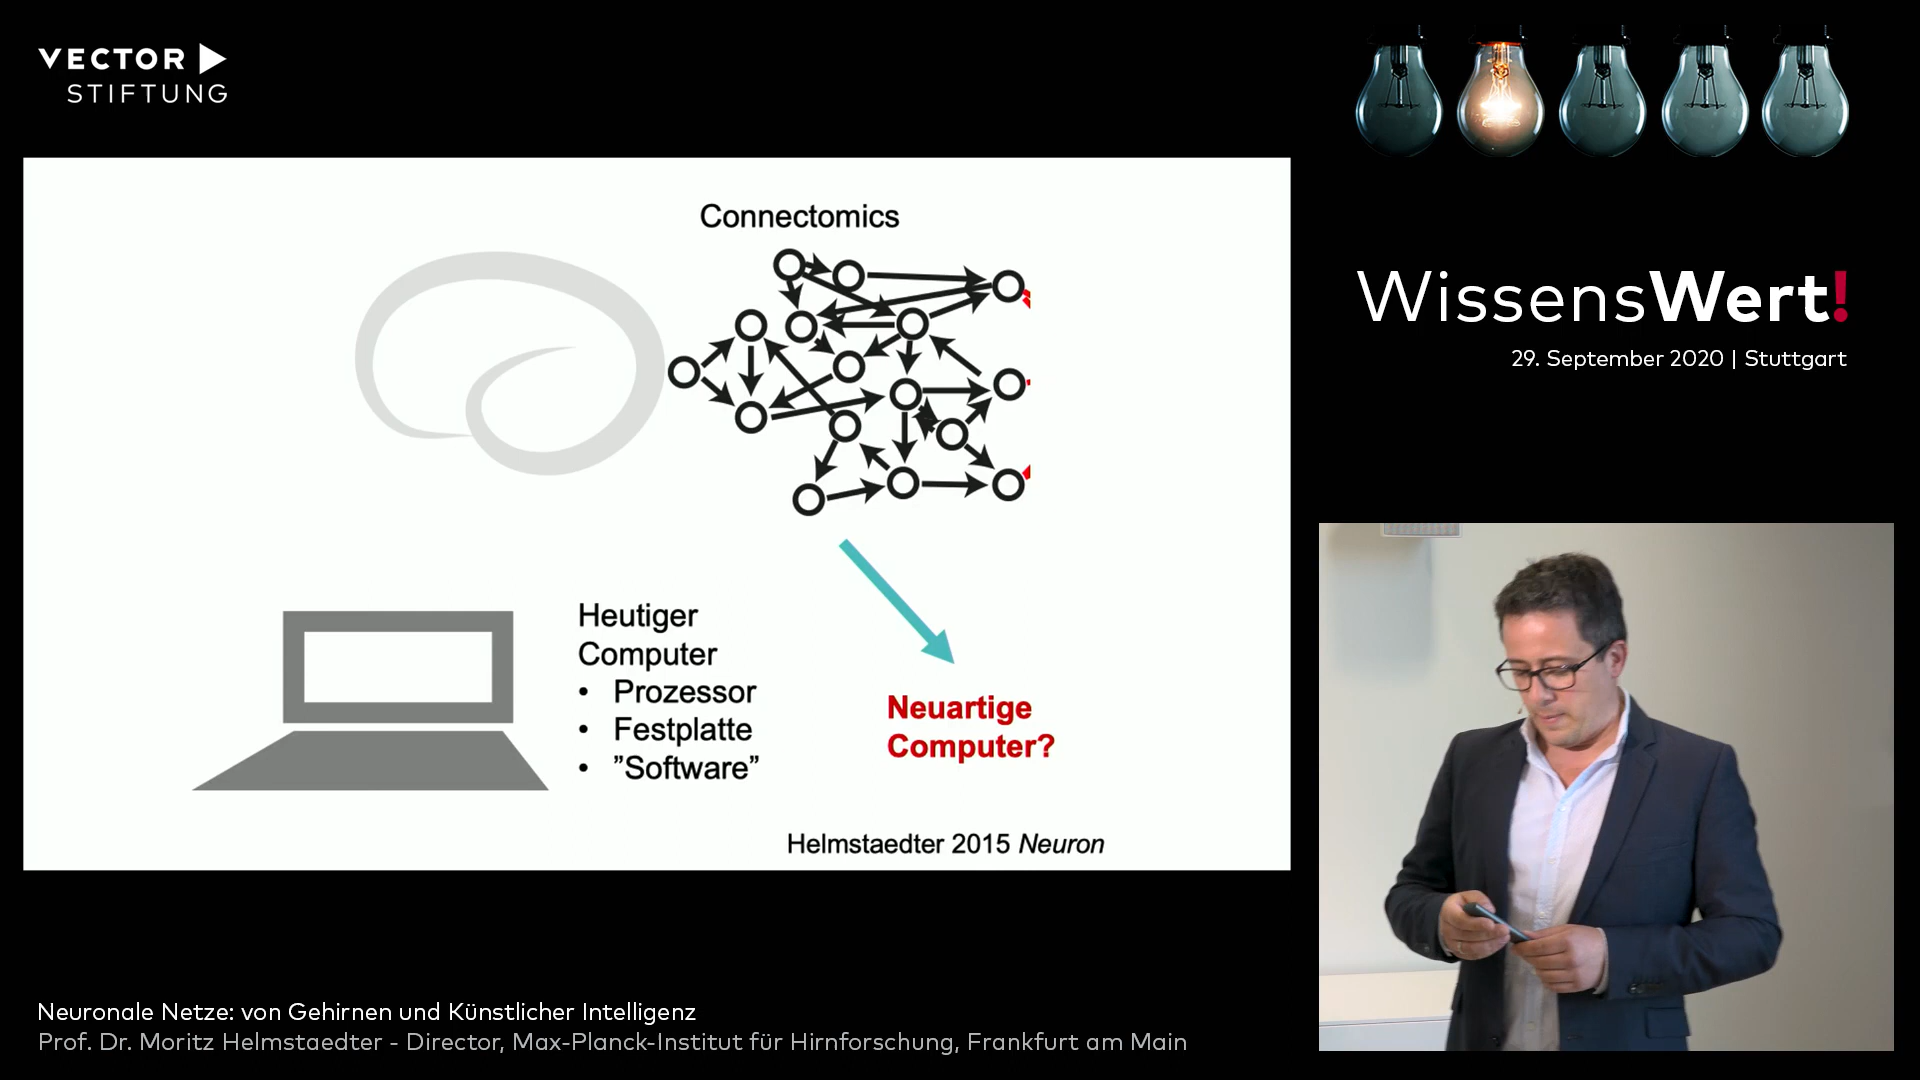 VECTOR
STIFTUNG
WissensWert!
29. September 2020 | Stuttgart
Connectomics
Heutiger
Computer
• Prozessor
• Festplatte
• ”Software”
Neuartige
Computer?
Helmstaedter 2015 Neuron
Neuronale Netze: von Gehirnen und Künstlicher Intelligenz
Prof. Dr. Moritz Helmstaedter - Director, Max-Planck-Institut für Hirnforschung, Frankfurt am Main